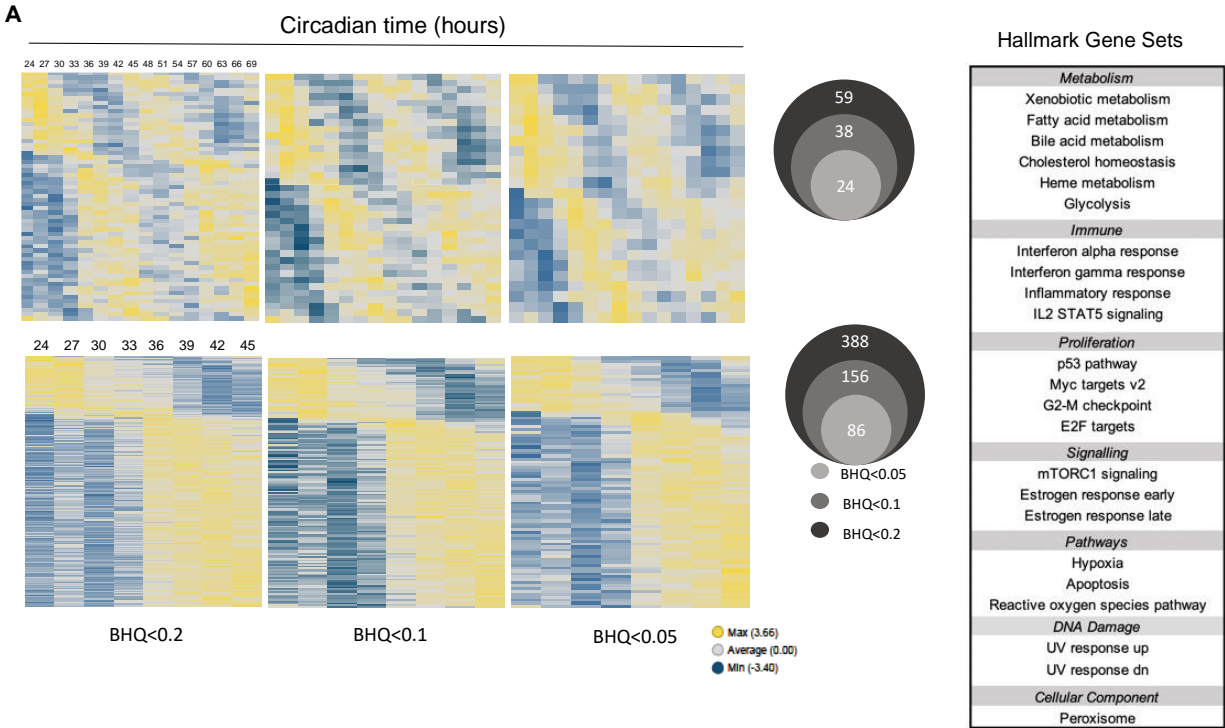 A
Circadian time (hours)
24 27 30 33 36 39 42 45 48 51 54 57 60 63 66 69
59
38
24
24 27 30 33 36 39 42 45
388
156
86
BHQ<0.05
BHQ<0.1
BHQ<0.2
BHQ<0.2
BHQ<0.1
BHQ<0.05
Max (3.66)
Average (0.00)
Min (-3.40)
Hallmark Gene Sets
Metabolism
Xenobiotic metabolism
Fatty acid metabolism
Bile acid metabolism
Cholesterol homeostasis
Heme metabolism
Glycolysis
Immune
Interferon alpha response
Interferon gamma response
Inflammatory response
IL2 STAT5 signaling
Proliferation
p53 pathway
Myc targets v2
G2-M checkpoint
E2F targets
Signalling
mTORC1 signaling
Estrogen response early
Estrogen response late
Pathways
Hypoxia
Apoptosis
Reactive oxygen species pathway
DNA Damage
UV response up
UV response dn
Cellular Component
Peroxisome